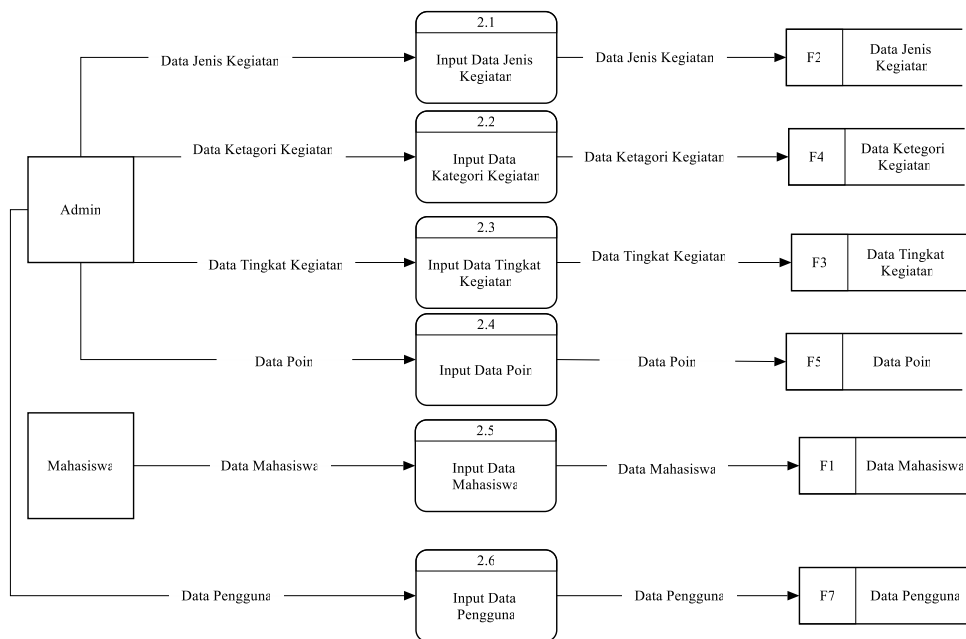 2.1
Data Jenis Kegiatan
Input Data Jenis
Kegiatan
Data Jenis Kegiatan
F2
Data Jenis
Kegiatan
2.2
Data Ketagori Kegiatan
Input Data
Kategori Kegiatan
Data Ketagori Kegiatan
F4
Data Ketegori
Kegiatan
Admin
2.3
Data Tingkat Kegiatan
Input Data Tingkat
Kegiatan
Data Tingkat Kegiatan
F3
Data Tingkat
Kegiatan
2.4
Data Poin
Input Data Poin
Data Poin
F5
Data Poin
2.5
Mahasiswa
Data Mahasiswa
Input Data
Mahasiswa
Data Mahasiswa
F1
Data Mahasiswa
2.6
Data Pengguna
Input Data
Pengguna
Data Pengguna
F7
Data Pengguna